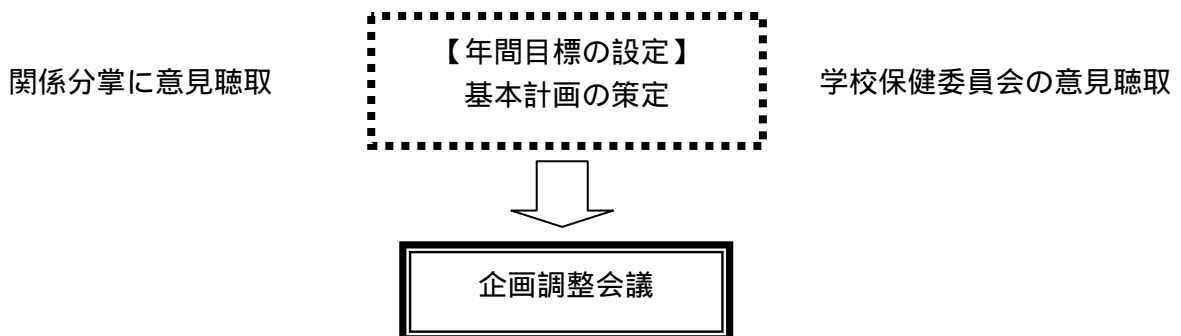 【年間目標の設定】
関係分掌に意見聴取
基本計画の策定
学校保健委員会の意見聴取
企画調整会議